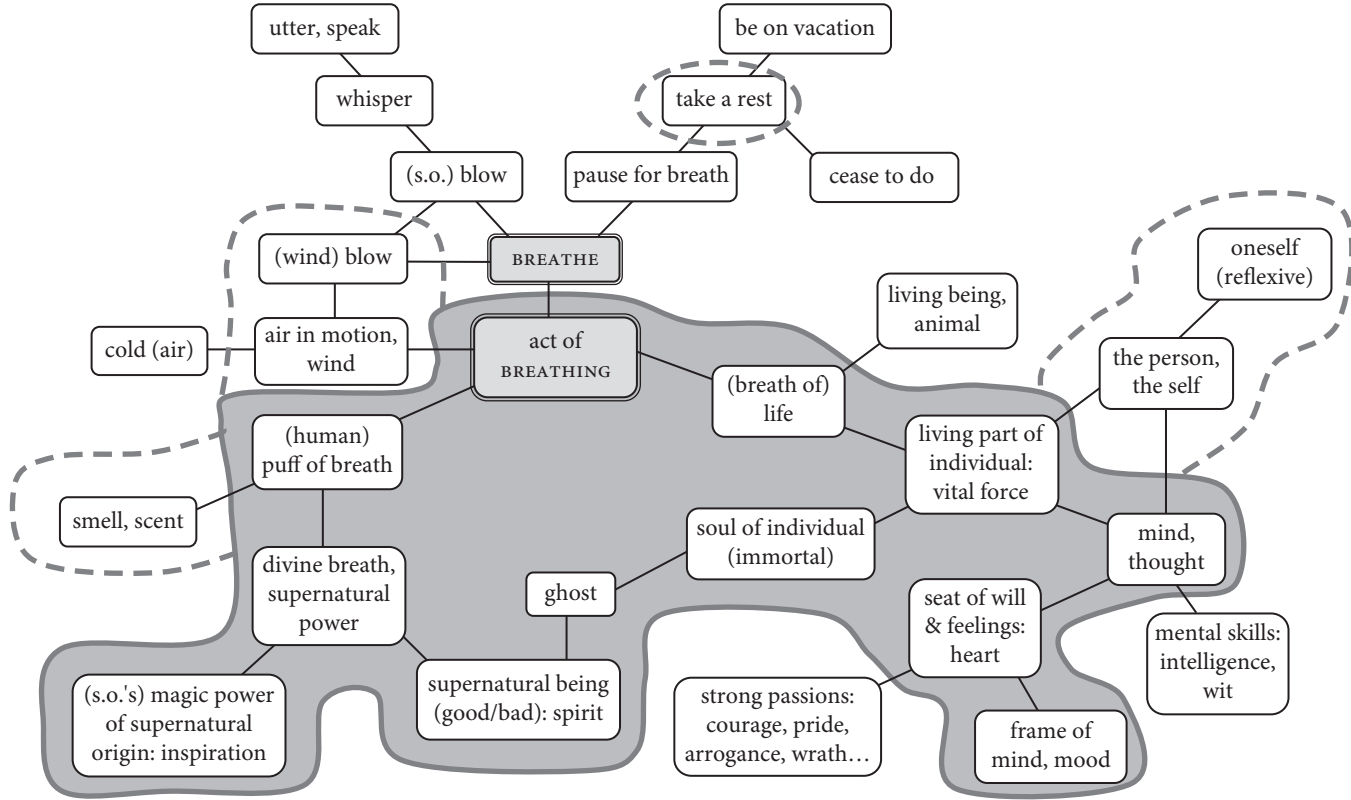 utter, speak
be on vacation
whisper
take a rest
(s.o.) blow
pause for breath
cease to do
(wind) blow
BREATHE
oneself
(reflexive)
living being,
animal
cold (air)
air in motion,
wind
act of
BREATHING
the person,
the self
(breath of)
life
(human)
puff of breath
living part of
individual:
vital force
smell, scent
soul of individual
(immortal)
mind,
thought
divine breath,
supernatural
power
ghost
seat of will
& feelings:
heart
mental skills:
intelligence,
wit
(s.o.'s) magic power
of supernatural
origin: inspiration
supernatural being
(good/bad): spirit
strong passions:
courage, pride,
arrogance, wrath…
frame of
mind, mood